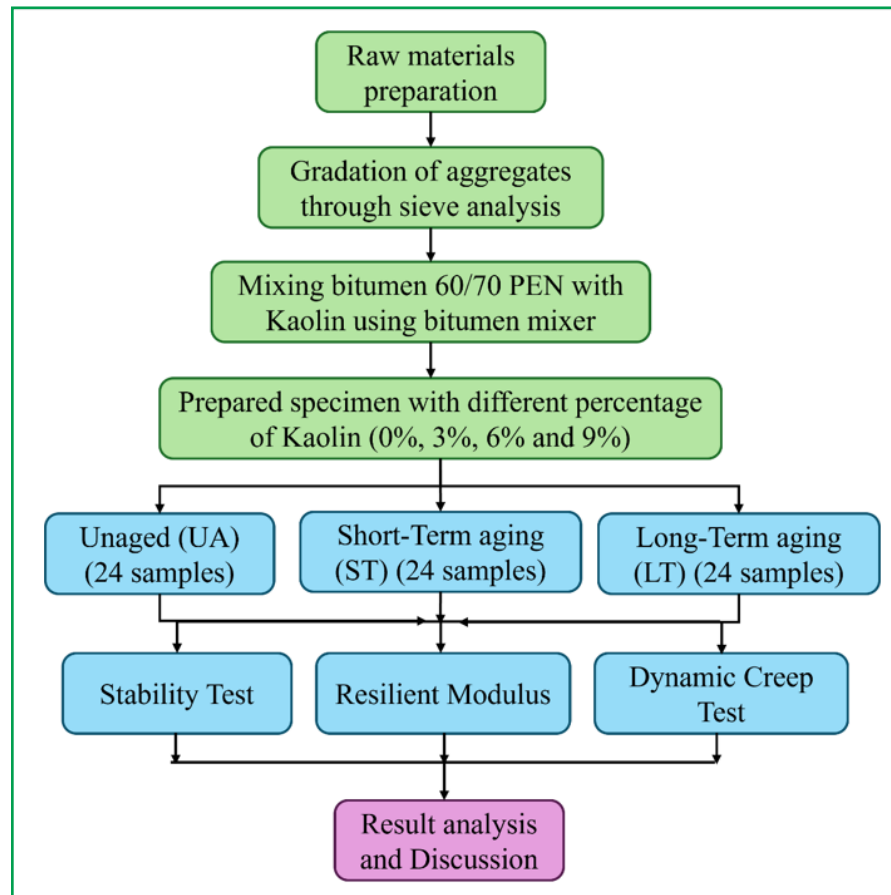 Raw materials
preparation
Gradation of aggregates
through sieve analysis
Mixing bitumen 60/70 PEN with
Kaolin using bitumen mixer
Prepared specimen with different percentage
of Kaolin (0%, 3%, 6% and 9%)
Unaged (UA)
(24 samples)
Short-Term aging
(ST) (24 samples)
Long-Term aging
(LT) (24 samples)
Stability Test
Resilient Modulus
Dynamic Creep
Test
Result analysis
and Discussion